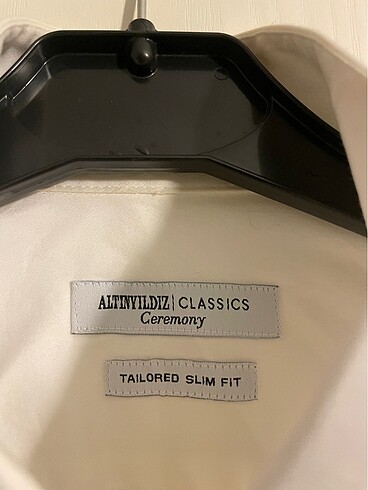 ALTINYILDIZ | CLASSICS
Ceremony
TAILORED SLIM FIT